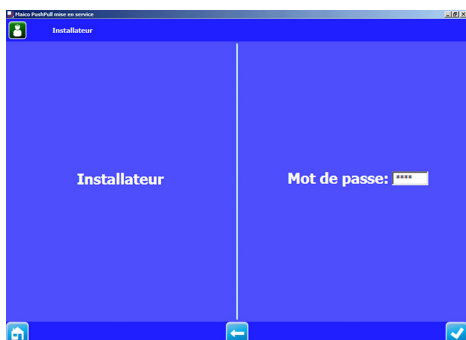 Maico PushPull mise en service
Installateur
Installateur
Mot de passe: ****